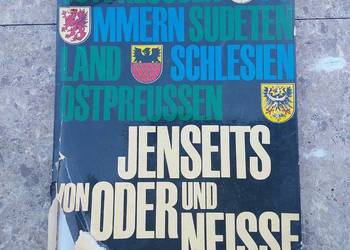 MMERN SUDETEN
LAND SCHLESIEN
OSTPREUSSEN
JENSEITS
VON ODER UND
NEISSE